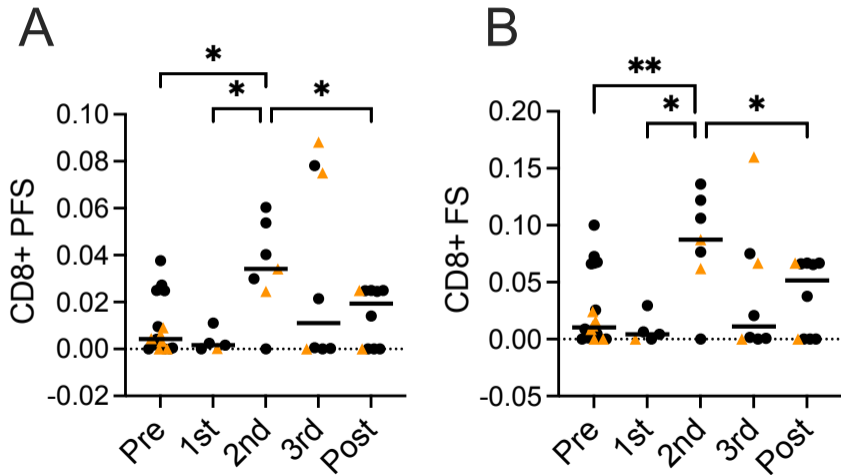 A
*
* *
CD8+ PFS
0.10
0.08
0.06
0.04
0.02
0.00
-0.02
Pre 1st 2nd 3rd Post
B
**
* *
CD8+ FS
0.20
0.15
0.10
0.05
0.00
-0.05
Pre 1st 2nd 3rd Post